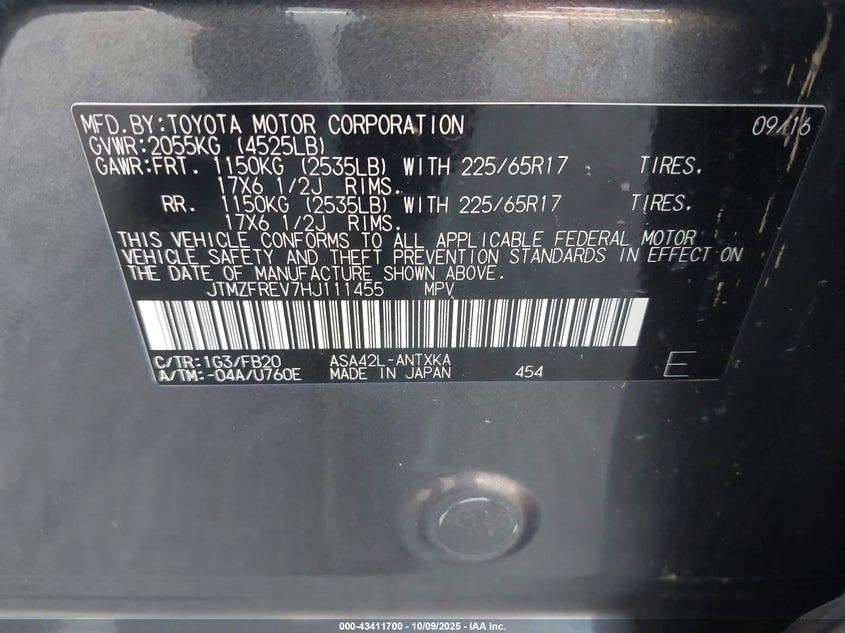 MFD.BY:TOYOTA MOTOR CORPORATION 09/16
GVWR:2055KG (4525LB)
GAWR:FRT. 1150KG (2535LB) WITH 225/65R17 TIRES.
17X6 1/2J RIMS.
RR. 1150KG (2535LB) WITH 225/65R17 TIRES.
17X6 1/2J RIMS.
THIS VEHICLE CONFORMS TO ALL APPLICABLE FEDERAL MOTOR
VEHICLE SAFETY AND THEFT PREVENTION STANDARDS IN EFFECT ON
THE DATE OF MANUFACTURE SHOWN ABOVE.
JTMZFREV7HJ111455 MPV
C/TR:1G3/FB20 ASA42L-ANTXKA
A/TM:-04A/U760E MADE IN JAPAN 454 E
000-43411700 - 10/09/2025 - IAA Inc.